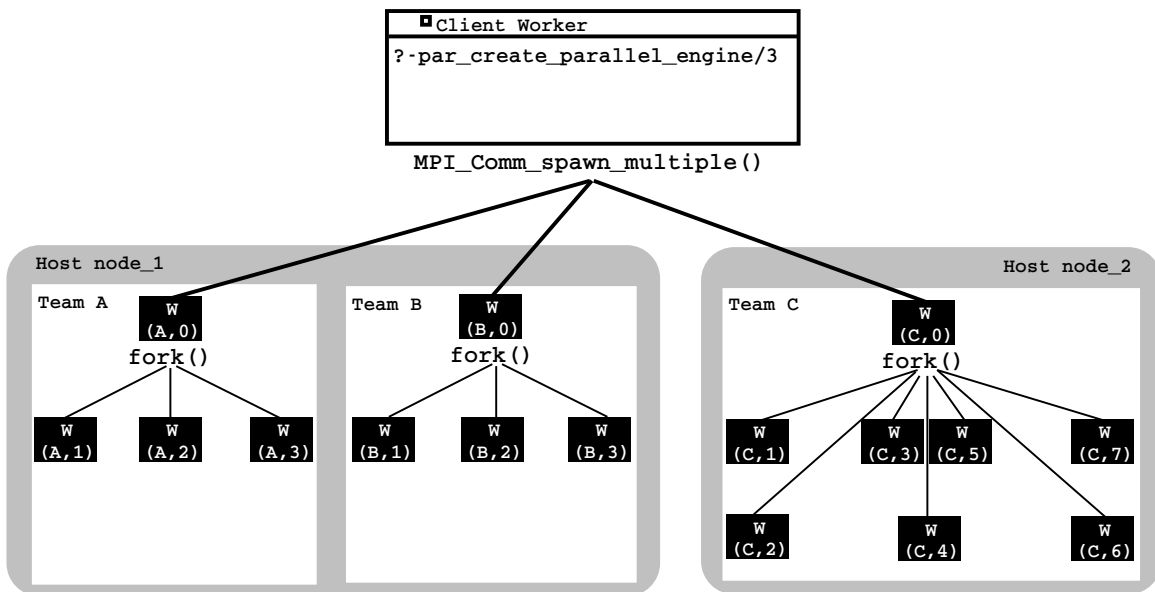 Client Worker
?-par_create_parallel_engine/3
MPI_Comm_spawn_multiple()
Host node_1
Team A
W
(A,0)
fork()
W
(A,1)
W
(A,2)
W
(A,3)
Team B
W
(B,0)
fork()
W
(B,1)
W
(B,2)
W
(B,3)
Host node_2
Team C
W
(C,0)
fork()
W
(C,1)
W
(C,3)
W
(C,5)
W
(C,7)
W
(C,2)
W
(C,4)
W
(C,6)